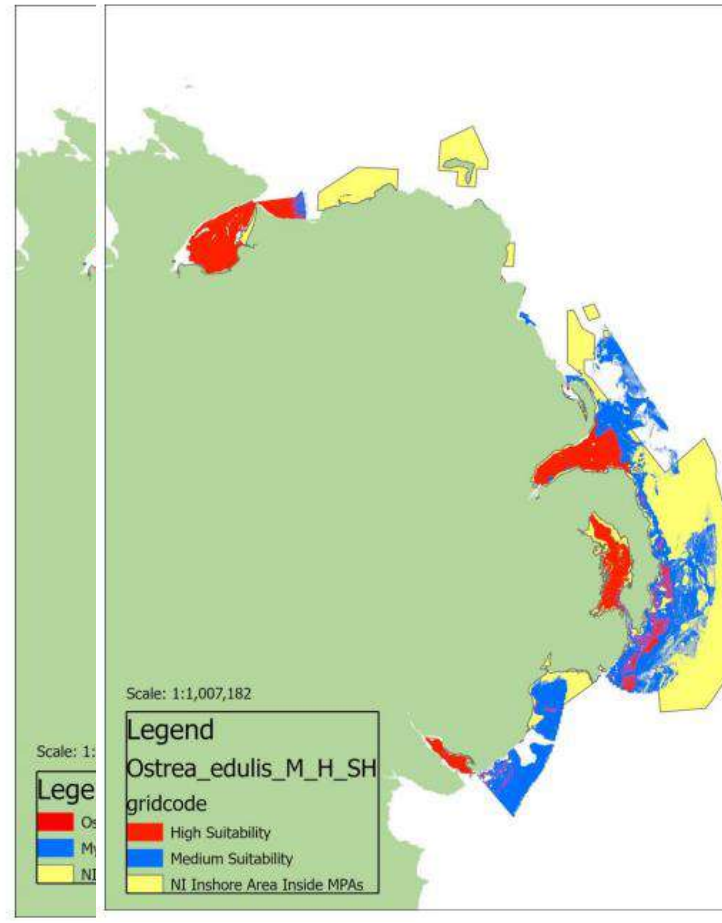 Scale: 1:1,007,182
Legend
Ostrea_edulis_M_H_SH
gridcode
High Suitability
Medium Suitability
NI Inshore Area Inside MPAs
Scale: 1:
Lege
Os
My
NI